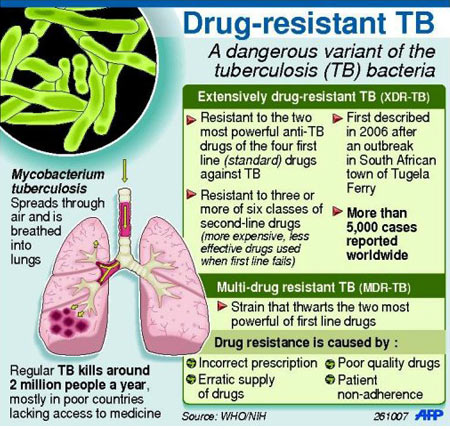 Drug-resistant TB
A dangerous variant of the
tuberculosis (TB) bacteria
Mycobacterium
tuberculosis
Spreads through
air and is
breathed
into
lungs
Regular TB kills around
2 million people a year,
mostly in poor countries
lacking access to medicine
Extensively drug-resistant TB (XDR-TB)
Resistant to the two
most powerful anti-TB
drugs of the four first
line (standard) drugs
against TB
Resistant to three or
more of six classes of
second-line drugs
(more expensive, less
effective drugs used
when first line fails)
First described
in 2006 after
an outbreak
in South African
town of Tugela
Ferry
More than
5,000 cases
reported
worldwide
Multi-drug resistant TB (MDR-TB)
Strain that thwarts the two most
powerful of first line drugs
Drug resistance is caused by :
Incorrect prescription
Erratic supply
of drugs
Poor quality drugs
Patient
non-adherence
Source: WHO/NIH
261007 AFP